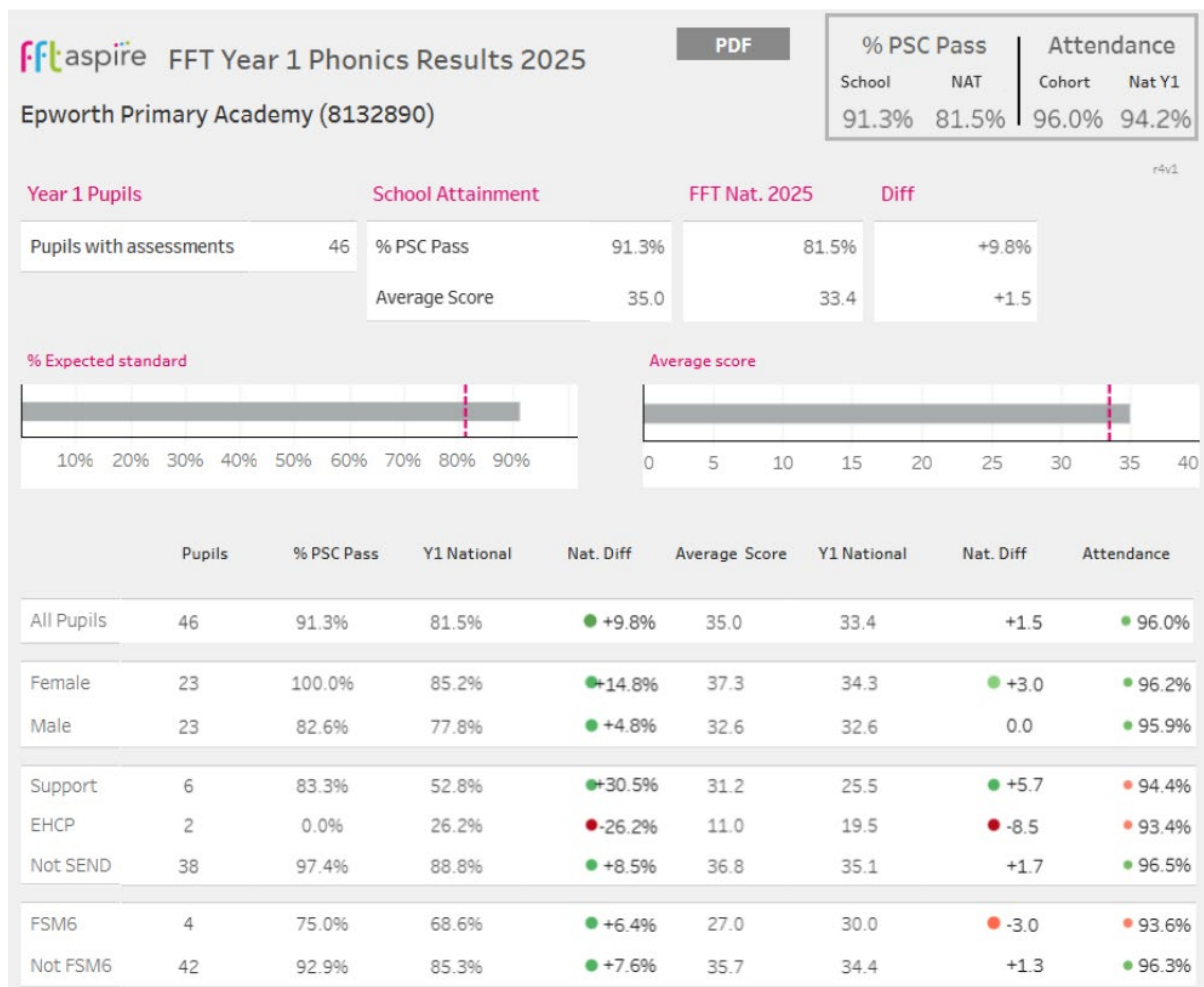 fft aspire FFT Year 1 Phonics Results 2025
PDF
Epworth Primary Academy (8132890)
% PSC Pass Attendance
School NAT Cohort Nat Y1
91.3% 81.5% 96.0% 94.2%
r4v1
Year 1 Pupils School Attainment FFT Nat. 2025 Diff
Pupils with assessments 46 % PSC Pass 91.3% 81.5% +9.8%
Average Score 35.0 33.4 +1.5
% Expected standard Average score
10% 20% 30% 40% 50% 60% 70% 80% 90%
0 5 10 15 20 25 30 35 40
Pupils % PSC Pass Y1 National Nat. Diff Average Score Y1 National Nat. Diff Attendance
All Pupils 46 91.3% 81.5% +9.8% 35.0 33.4 +1.5 96.0%
Female 23 100.0% 85.2% +14.8% 37.3 34.3 +3.0 96.2%
Male 23 82.6% 77.8% +4.8% 32.6 32.6 0.0 95.9%
Support 6 83.3% 52.8% +30.5% 31.2 25.5 +5.7 94.4%
EHCP 2 0.0% 26.2% -26.2% 11.0 19.5 -8.5 93.4%
Not SEND 38 97.4% 88.8% +8.5% 36.8 35.1 +1.7 96.5%
FSM6 4 75.0% 68.6% +6.4% 27.0 30.0 -3.0 93.6%
Not FSM6 42 92.9% 85.3% +7.6% 35.7 34.4 +1.3 96.3%